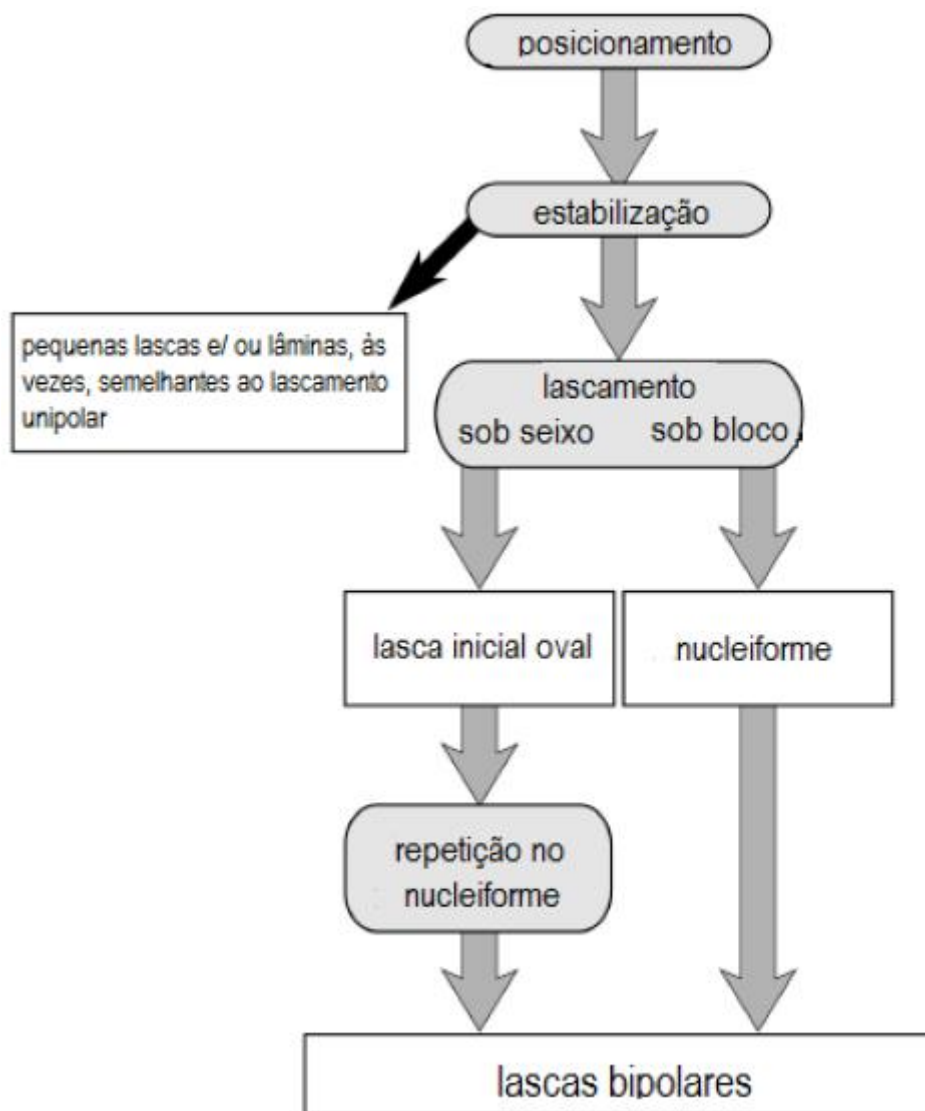 posicionamento
estabilização
pequenas lascas e/ ou lâminas, às
vezes, semelhantes ao lascamento
unipolar
lascamento
sob seixo sob bloco
lasca inicial oval
nucleiforme
repetição no
nucleiforme
lascas bipolares